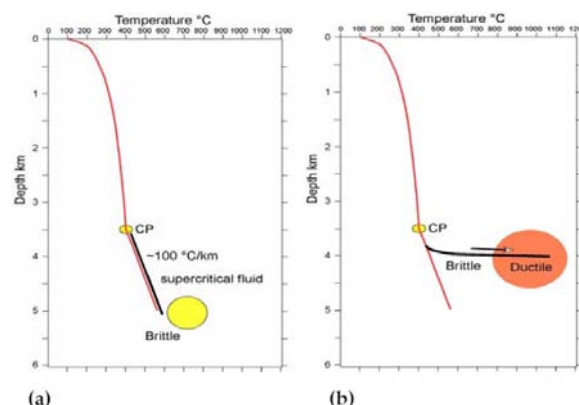 Temperature °C
0 100 200 300 400 500 600 700 800 900 1000 1100 1200
0
1
2
3
4
5
6
Depth km
CP
~100 °C/km
supercritical fluid
Brittle
(a)
Temperature °C
0 100 200 300 400 500 600 700 800 900 1000 1200
0
1
2
3
4
5
6
Depth km
CP
Brittle Ductile
(b)